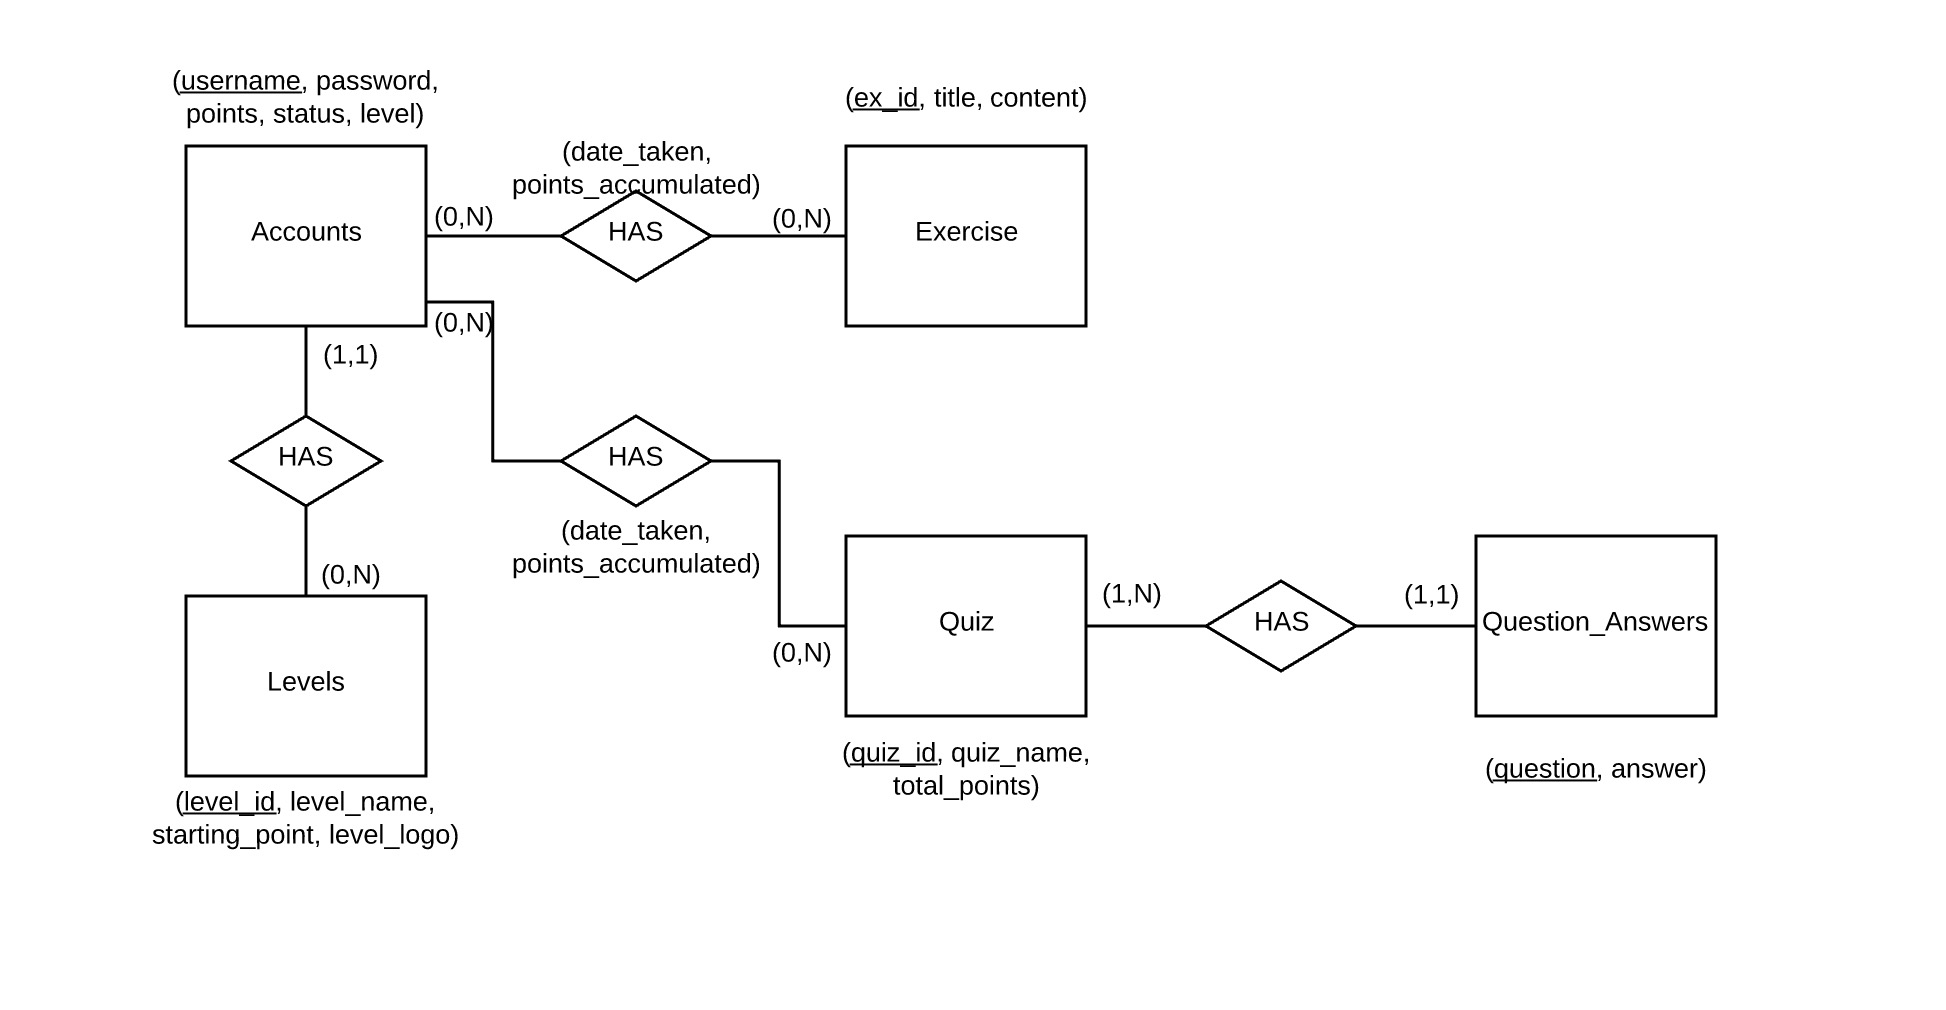 (username, password,
points, status, level)
(ex_id, title, content)
(date_taken,
points_accumulated)
Accounts
(0,N)
HAS
(0,N)
Exercise
(0,N)
(1,1)
HAS
HAS
(date_taken,
points_accumulated)
(0,N)
Levels
(level_id, level_name,
starting_point, level_logo)
(0,N)
Quiz
(1,N)
HAS
(1,1)
Question_Answers
(quiz_id, quiz_name,
total_points)
(question, answer)